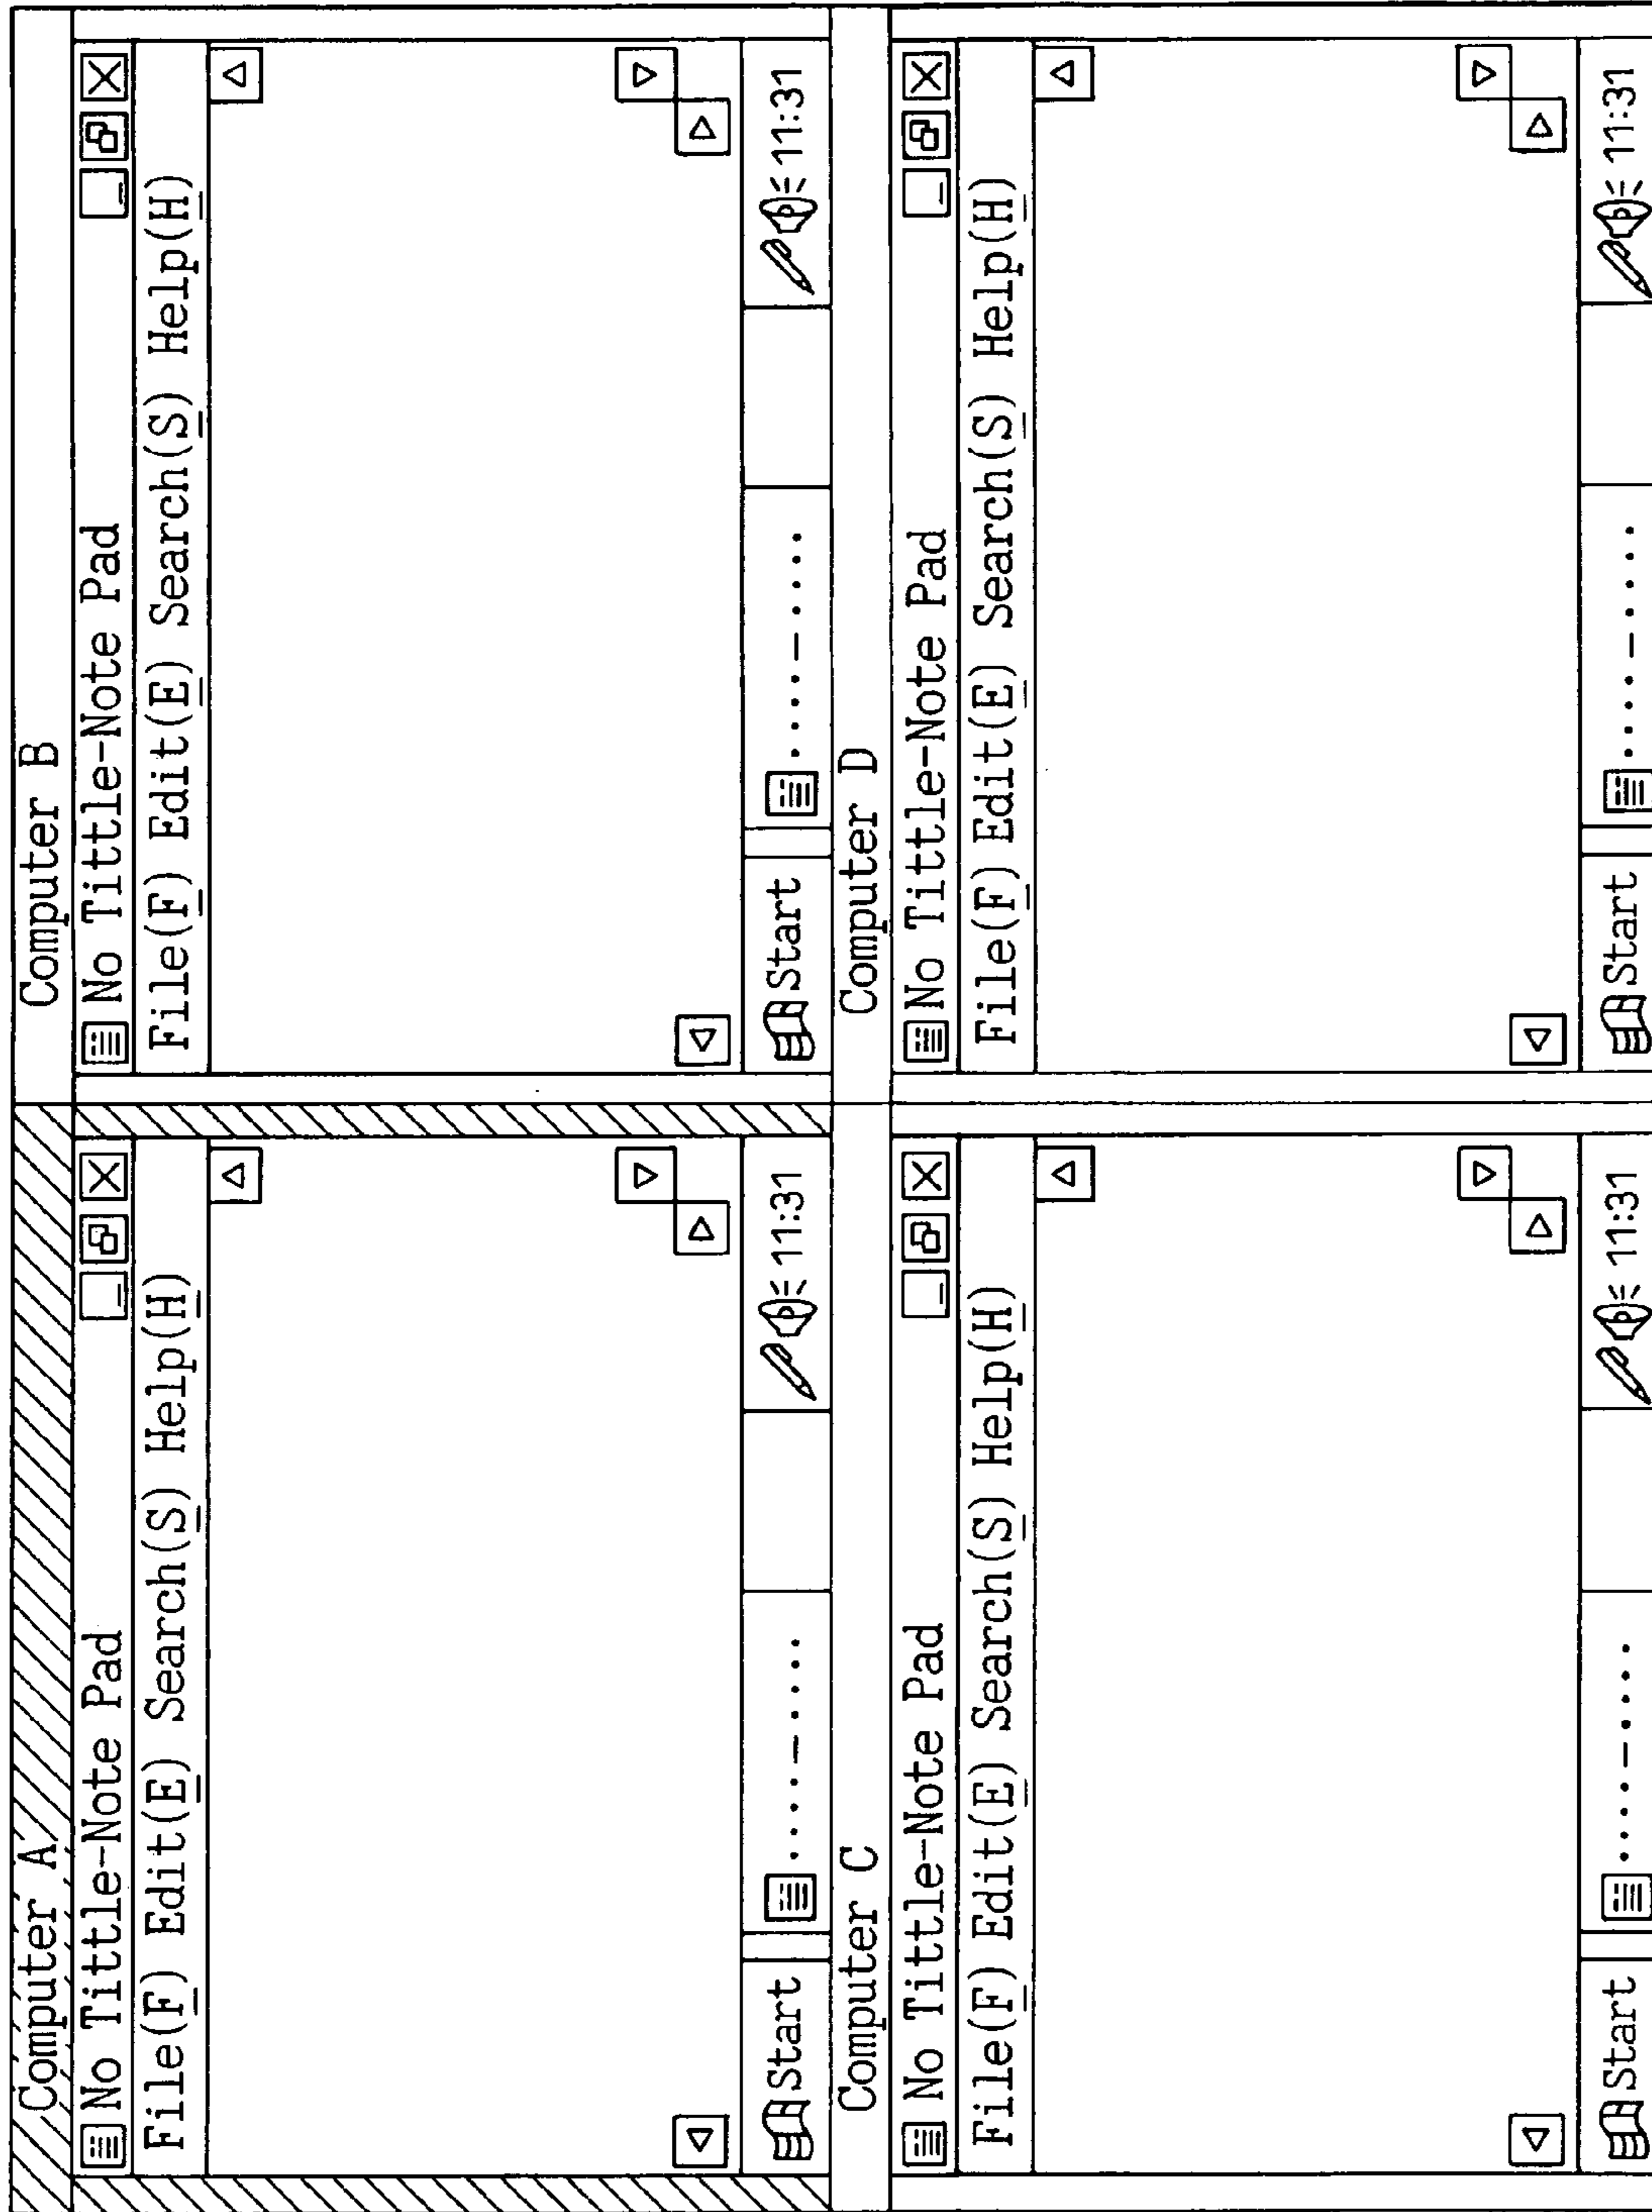 Computer A
No Tittle-Note Pad
File(F) Edit(E) Search(S) Help(H)
Start
......–....
11:31
Computer B
No Tittle-Note Pad
File(F) Edit(E) Search(S) Help(H)
Start
......–....
11:31
Computer C
No Tittle-Note Pad
File(F) Edit(E) Search(S) Help(H)
Start
......–....
11:31
Computer D
No Tittle-Note Pad
File(F) Edit(E) Search(S) Help(H)
Start
......–....
11:31